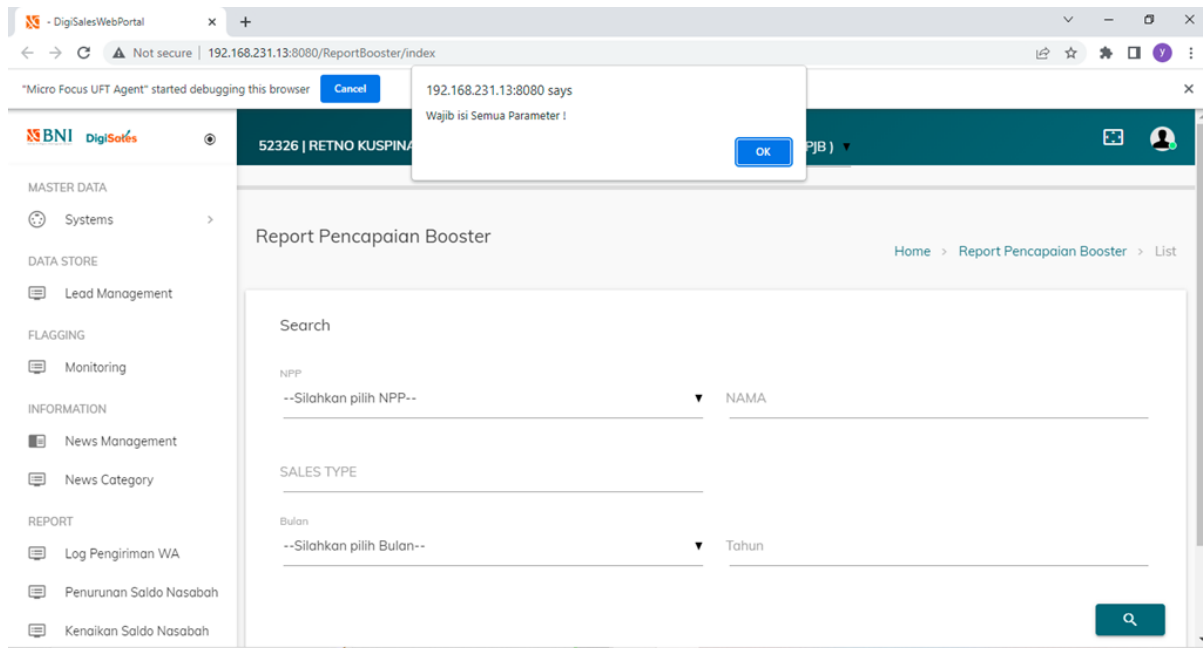 - DigiSalesWebPortal
Not secure | 192.168.231.13:8080/ReportBooster/index
"Micro Focus UFT Agent" started debugging this browser Cancel
192.168.231.13:8080 says
Wajib isi Semua Parameter !
OK
BNI DigiSales
52326 | RETNO KUSPINA
PJB )
MASTER DATA
Systems
DATA STORE
Lead Management
FLAGGING
Monitoring
INFORMATION
News Management
News Category
REPORT
Log Pengiriman WA
Penurunan Saldo Nasabah
Kenaikan Saldo Nasabah
Report Pencapaian Booster
Home > Report Pencapaian Booster > List
Search
NPP
--Silahkan pilih NPP--
NAMA
SALES TYPE
Bulan
--Silahkan pilih Bulan--
Tahun